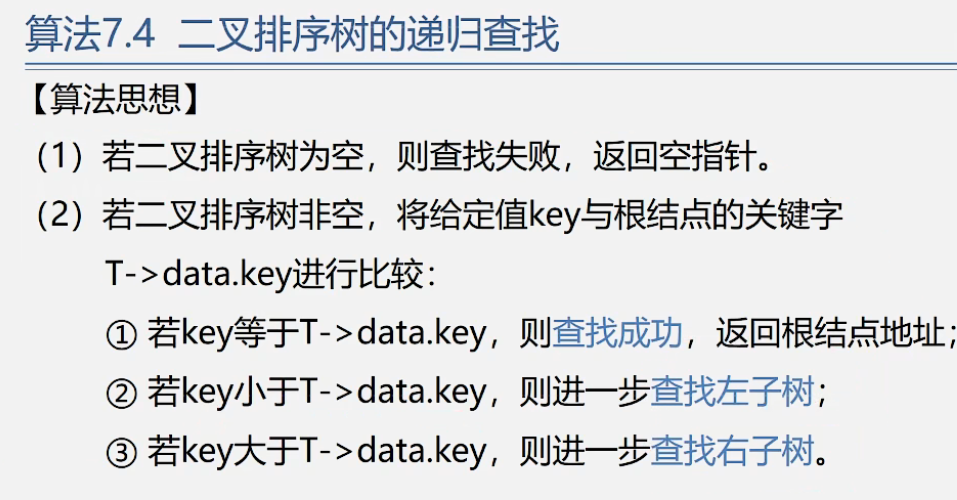 算法7.4 二叉排序树的递归查找
【算法思想】
（1）若二叉排序树为空，则查找失败，返回空指针。
（2）若二叉排序树非空，将给定值key与根结点的关键字
T->data.key进行比较：
① 若key等于T->data.key，则查找成功，返回根结点地址；
② 若key小于T->data.key，则进一步查找左子树；
③ 若key大于T->data.key，则进一步查找右子树。